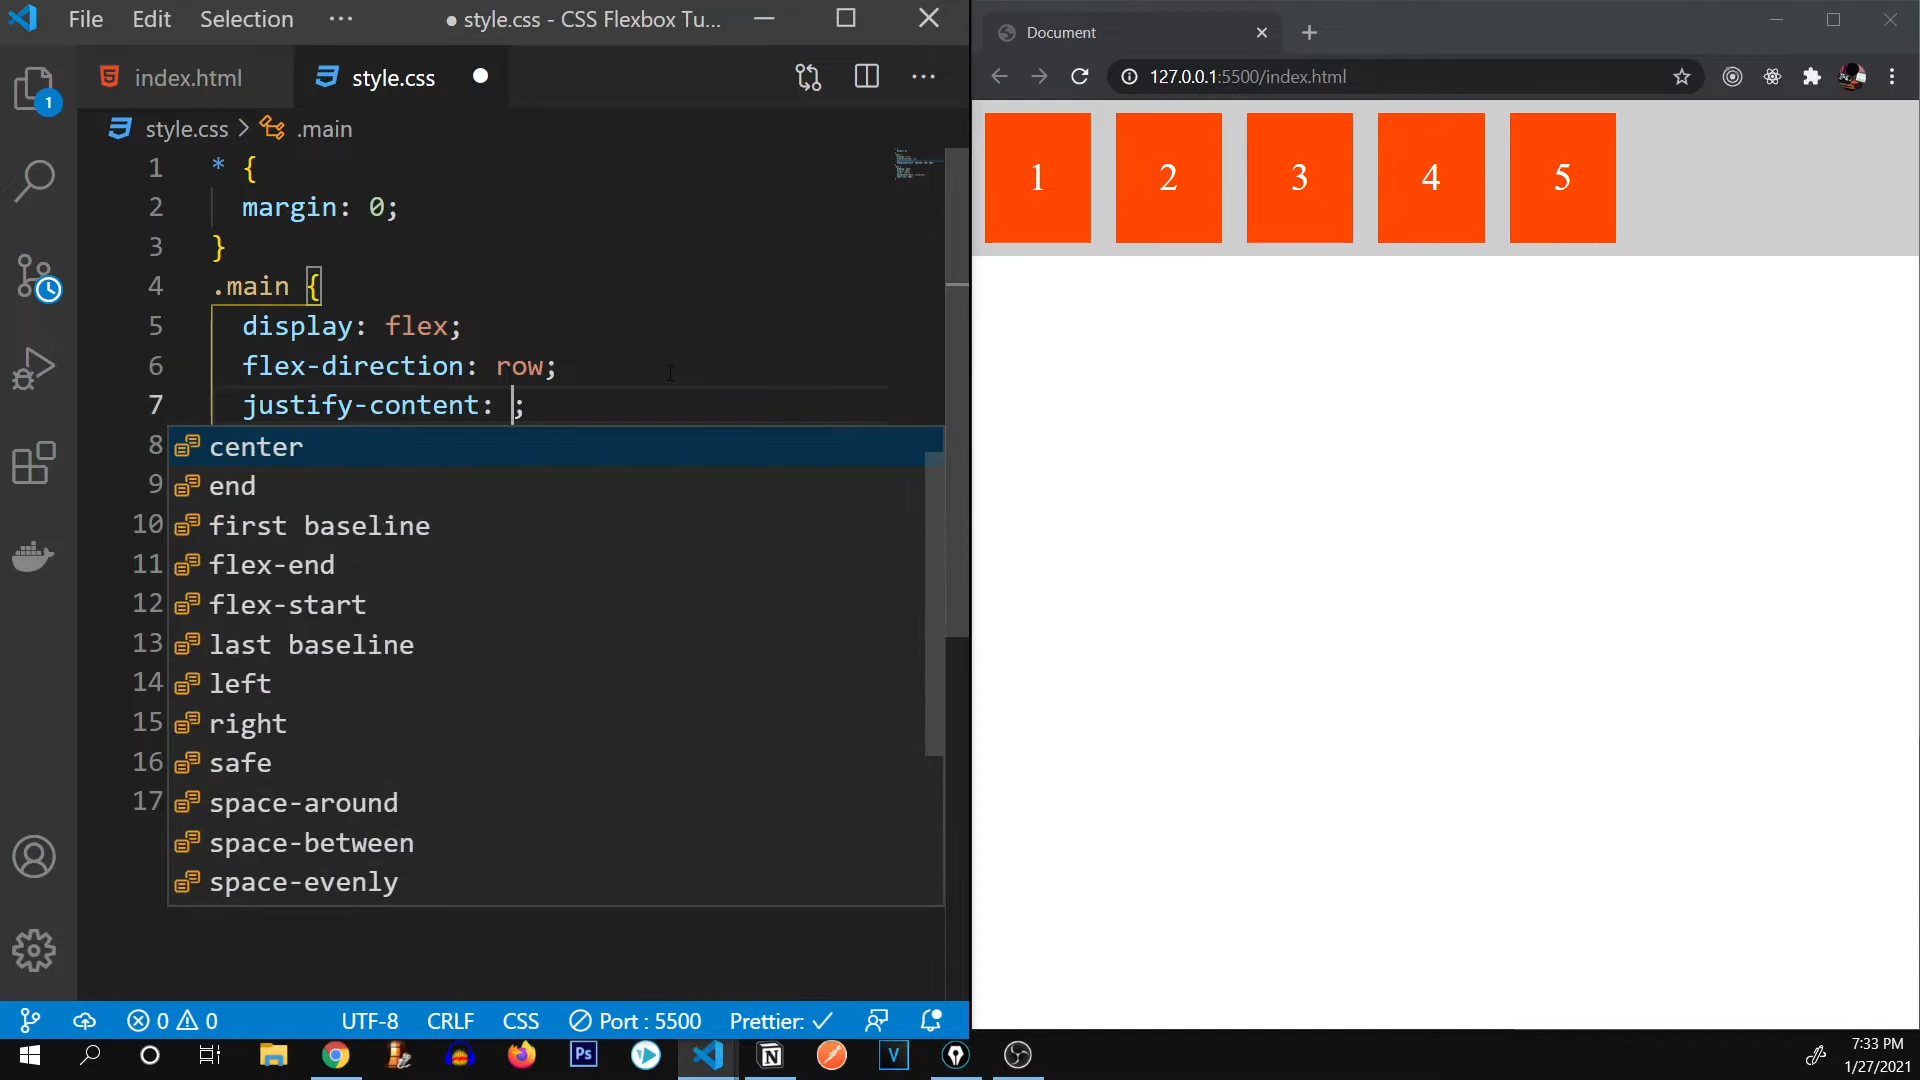 File Edit Selection ··· ● style.css - CSS Flexbox Tu...
index.html style.css
style.css > .main
1 * {
2 margin: 0;
3 }
4 .main {
5 display: flex;
6 flex-direction: row;
7 justify-content: ;
8 center
9 end
10 first baseline
11 flex-end
12 flex-start
13 last baseline
14 left
15 right
16 safe
17 space-around
space-between
space-evenly
1
0 0 UTF-8 CRLF CSS Port : 5500 Prettier: ✓
Document
127.0.0.1:5500/index.html
1 2 3 4 5
Ps
N
V
7:33 PM
1/27/2021